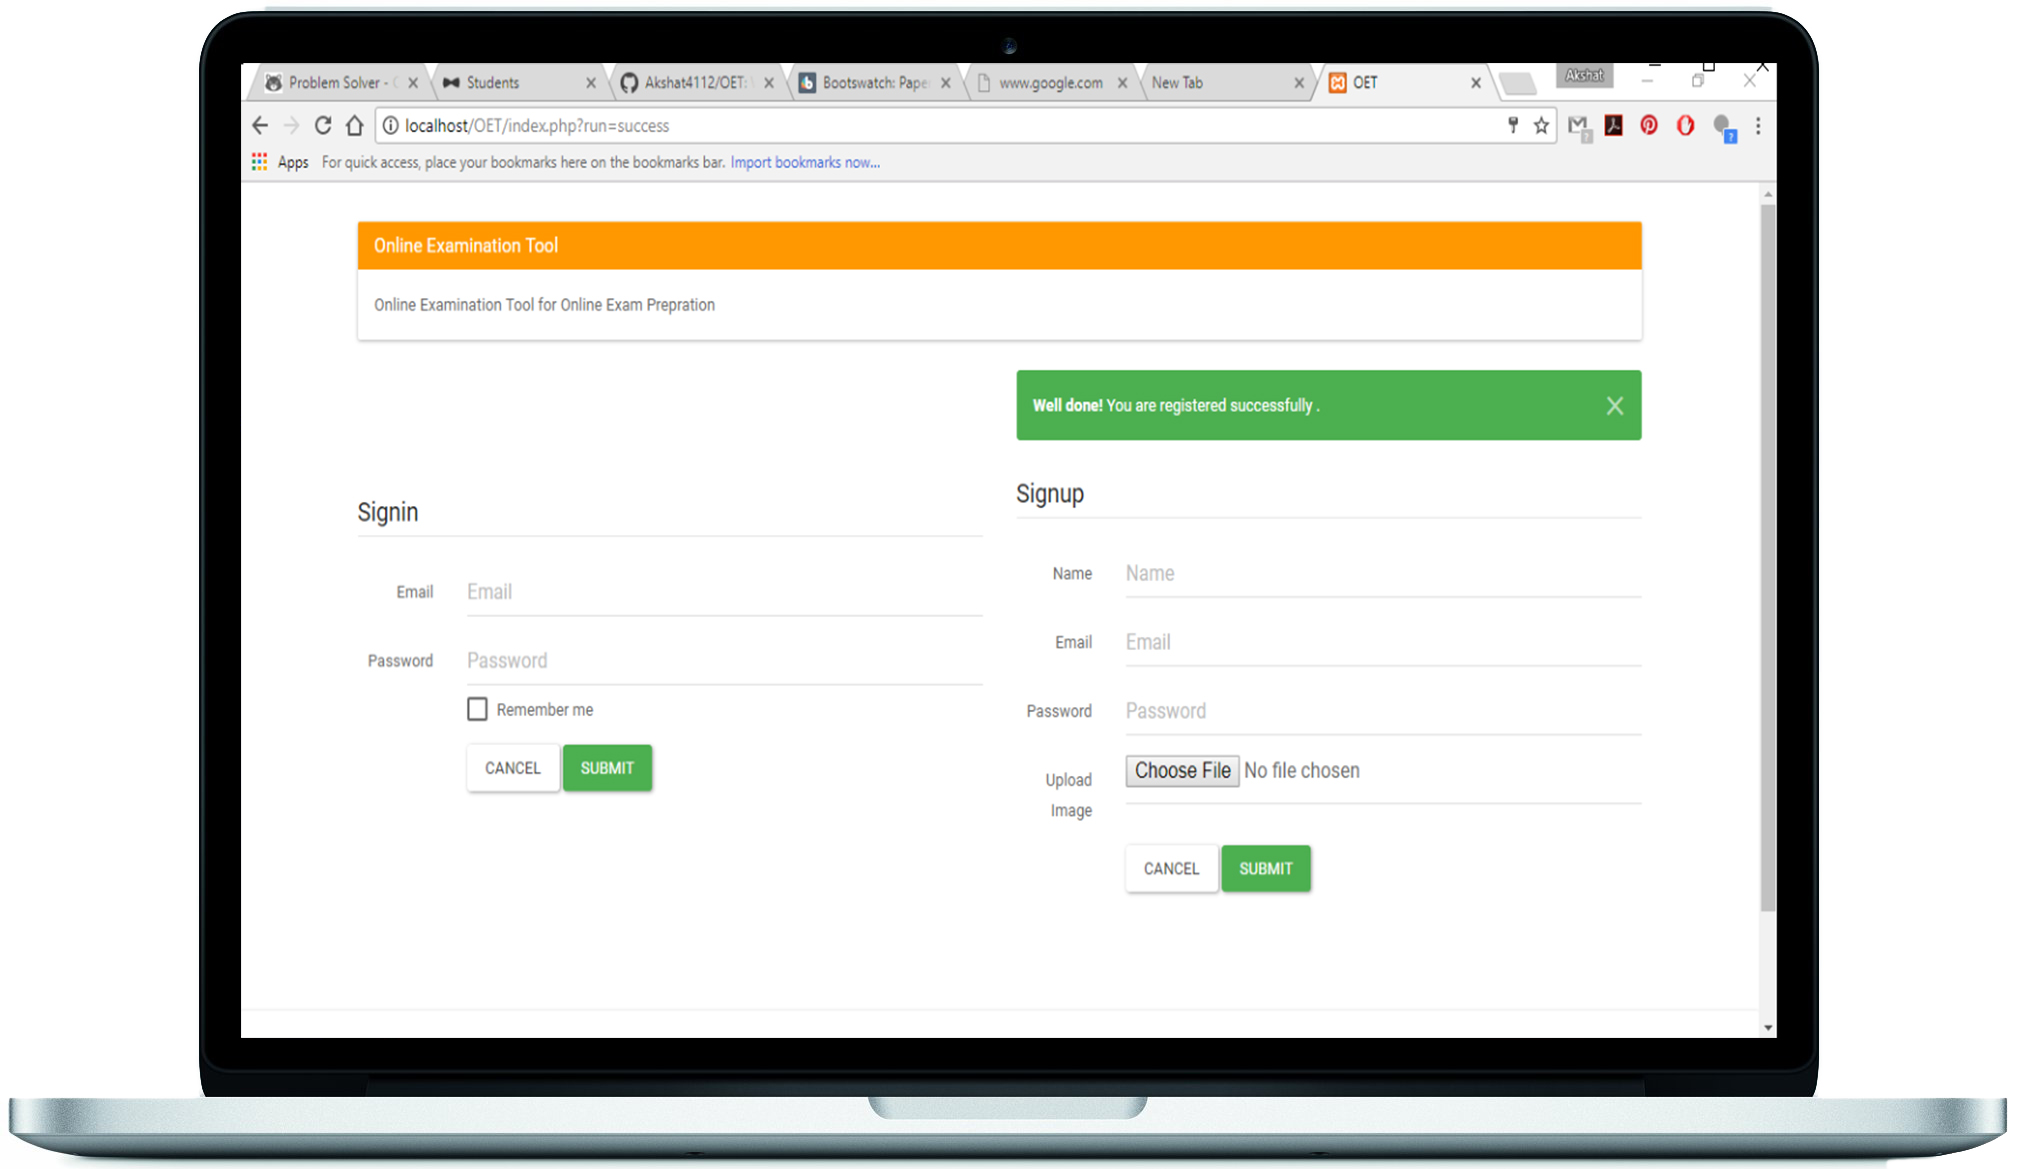 Problem Solver - Students Akshat4112/OET: Bootswatch: Pape www.google.com New Tab OET Akshat
localhost/OET/index.php?run=success
Apps For quick access, place your bookmarks here on the bookmarks bar. Import bookmarks now...
Online Examination Tool
Online Examination Tool for Online Exam Prepration
Well done! You are registered successfully .
Signin
Email Email
Password Password
Remember me
CANCEL SUBMIT
Signup
Name Name
Email Email
Password Password
Upload Choose File No file chosen
Image
CANCEL SUBMIT